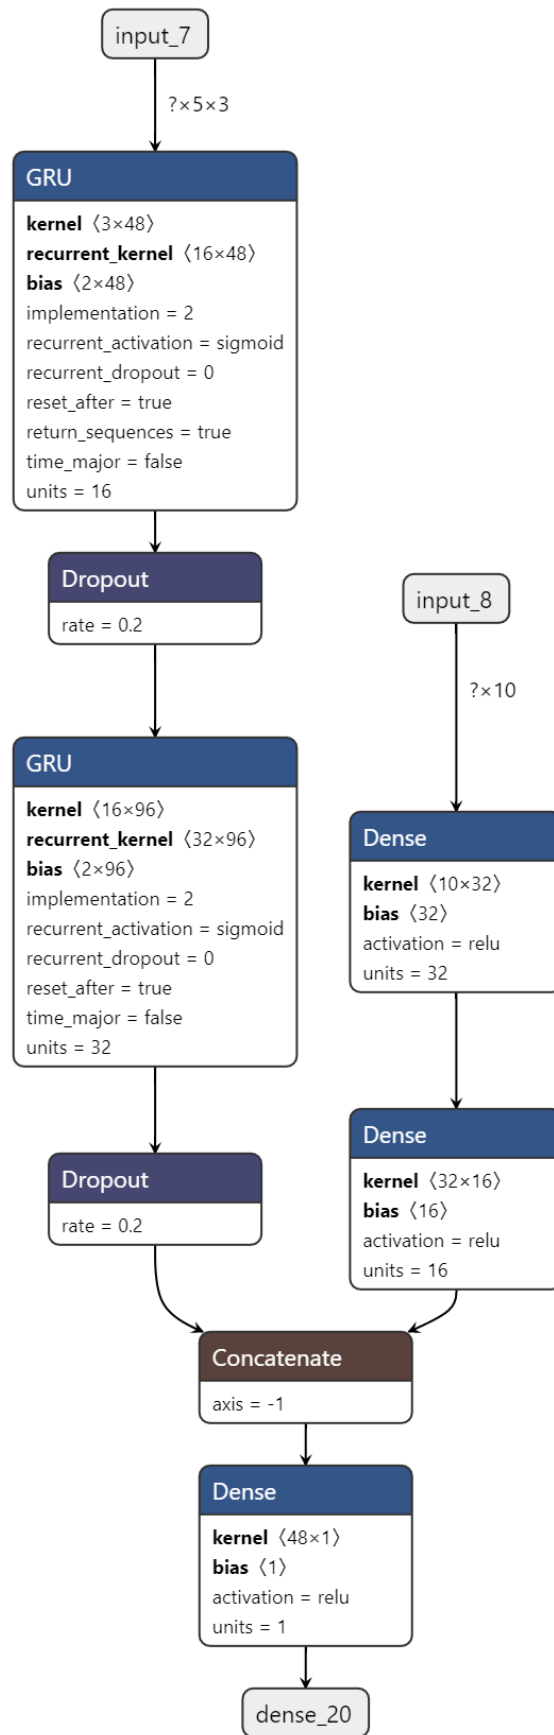 input_7
?×5×3
GRU
kernel 〈3×48〉
recurrent_kernel 〈16×48〉
bias 〈2×48〉
implementation = 2
recurrent_activation = sigmoid
recurrent_dropout = 0
reset_after = true
return_sequences = true
time_major = false
units = 16
Dropout
rate = 0.2
GRU
kernel 〈16×96〉
recurrent_kernel 〈32×96〉
bias 〈2×96〉
implementation = 2
recurrent_activation = sigmoid
recurrent_dropout = 0
reset_after = true
time_major = false
units = 32
Dropout
rate = 0.2
input_8
?×10
Dense
kernel 〈10×32〉
bias 〈32〉
activation = relu
units = 32
Dense
kernel 〈32×16〉
bias 〈16〉
activation = relu
units = 16
Concatenate
axis = -1
Dense
kernel 〈48×1〉
bias 〈1〉
activation = relu
units = 1
dense_20